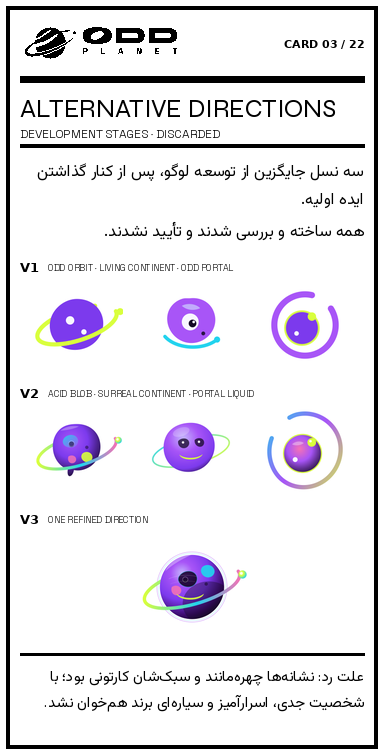 ODD
PLANET
CARD 03 / 22
ALTERNATIVE DIRECTIONS
DEVELOPMENT STAGES · DISCARDED
سه نسل جایگزین از توسعه لوگو، پس از کنار گذاشتن
ایده اولیه.
همه ساخته و بررسی شدند و تأیید نشدند.
V1 ODD ORBIT · LIVING CONTINENT · ODD PORTAL
V2 ACID BLOB · SURREAL CONTINENT · PORTAL LIQUID
V3 ONE REFINED DIRECTION
علت رد: نشانه‌ها چهره‌مانند و سبک‌شان کارتونی بود؛ با
شخصیت جدی، اسرارآمیز و سیاره‌ای برند هم‌خوان نشد.